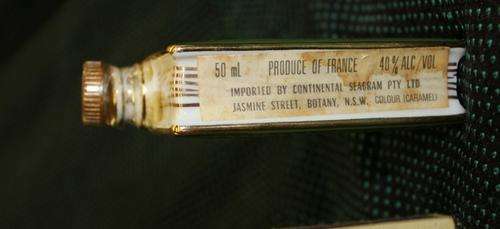 50 ml PRODUCE OF FRANCE 40% ALC/VOL
IMPORTED BY CONTINENTAL SEAGRAM PTY LTD
JASMINE STREET, BOTANY, N.S.W. COLOUR (CARAMEL)